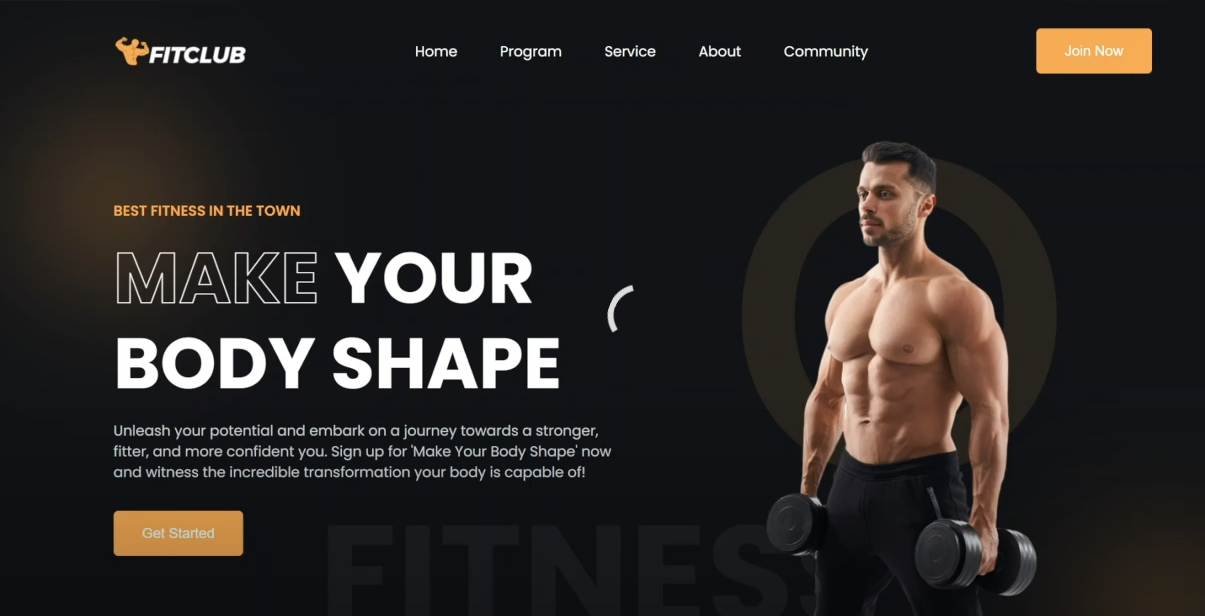 FITCLUB
Home Program Service About Community
Join Now
BEST FITNESS IN THE TOWN
MAKE YOUR
BODY SHAPE
Unleash your potential and embark on a journey towards a stronger,
fitter, and more confident you. Sign up for 'Make Your Body Shape' now
and witness the incredible transformation your body is capable of!
Get Started
FITNESS